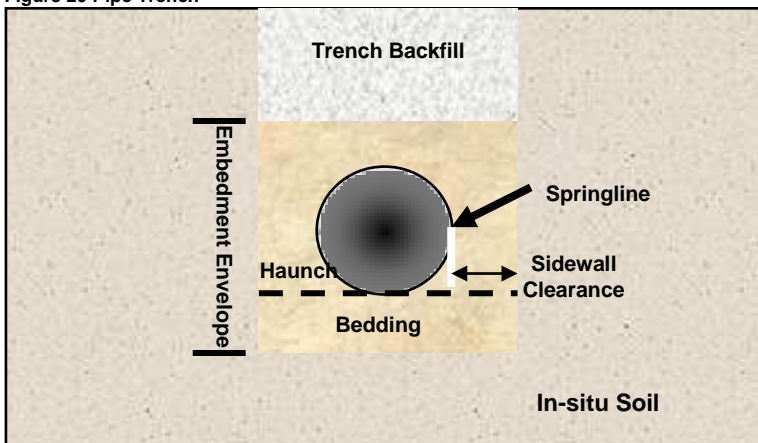 Trench Backfill
Embedment Envelope
Springline
Haunch
Sidewall
Clearance
Bedding
In-situ Soil